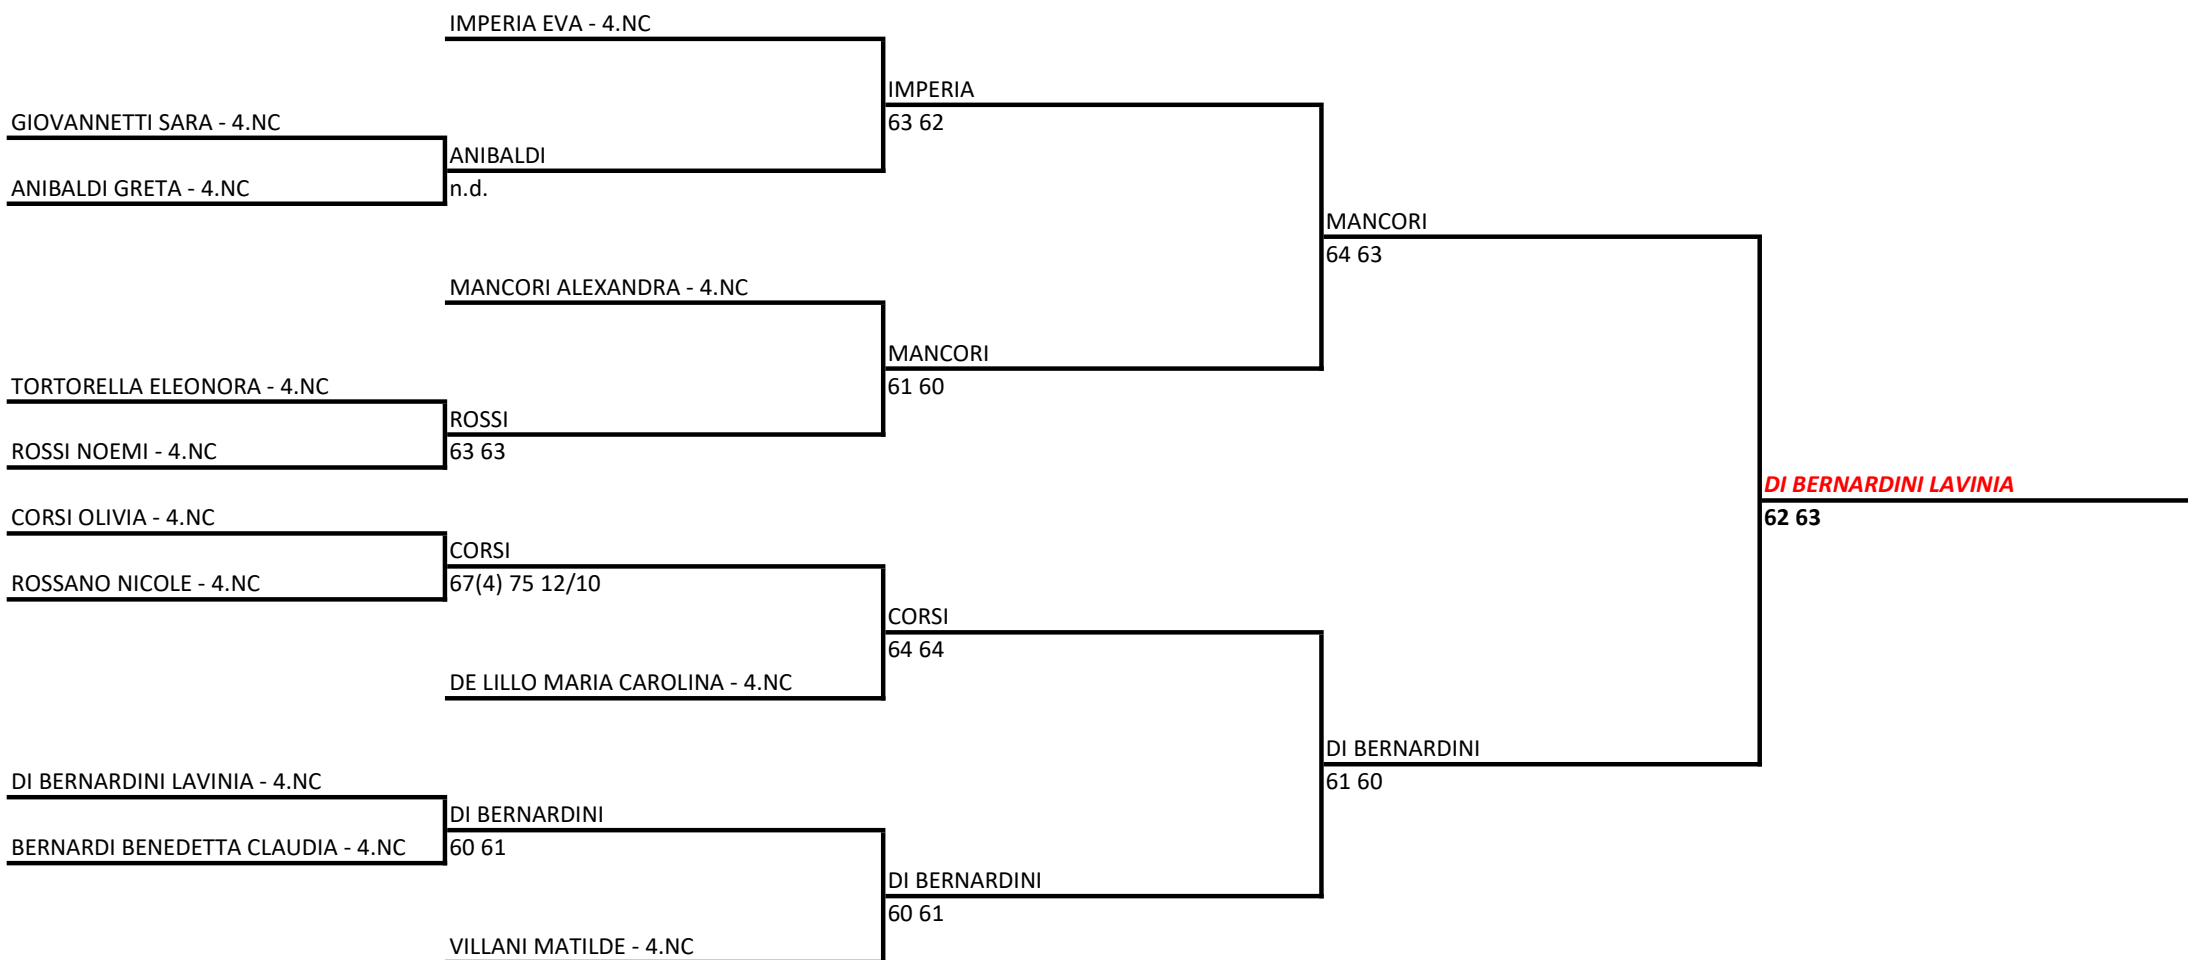 IMPERIA EVA - 4.NC
IMPERIA
GIOVANNETTI SARA - 4.NC
63 62
ANIBALDI
ANIBALDI GRETA - 4.NC
n.d.
MANCORI
64 63
MANCORI ALEXANDRA - 4.NC
MANCORI
TORTORELLA ELEONORA - 4.NC
61 60
ROSSI
ROSSI NOEMI - 4.NC
63 63
DI BERNARDINI LAVINIA
CORSI OLIVIA - 4.NC
62 63
CORSI
ROSSANO NICOLE - 4.NC
67(4) 75 12/10
CORSI
64 64
DE LILLO MARIA CAROLINA - 4.NC
DI BERNARDINI
DI BERNARDINI LAVINIA - 4.NC
61 60
DI BERNARDINI
BERNARDI BENEDETTA CLAUDIA - 4.NC
60 61
DI BERNARDINI
60 61
VILLANI MATILDE - 4.NC